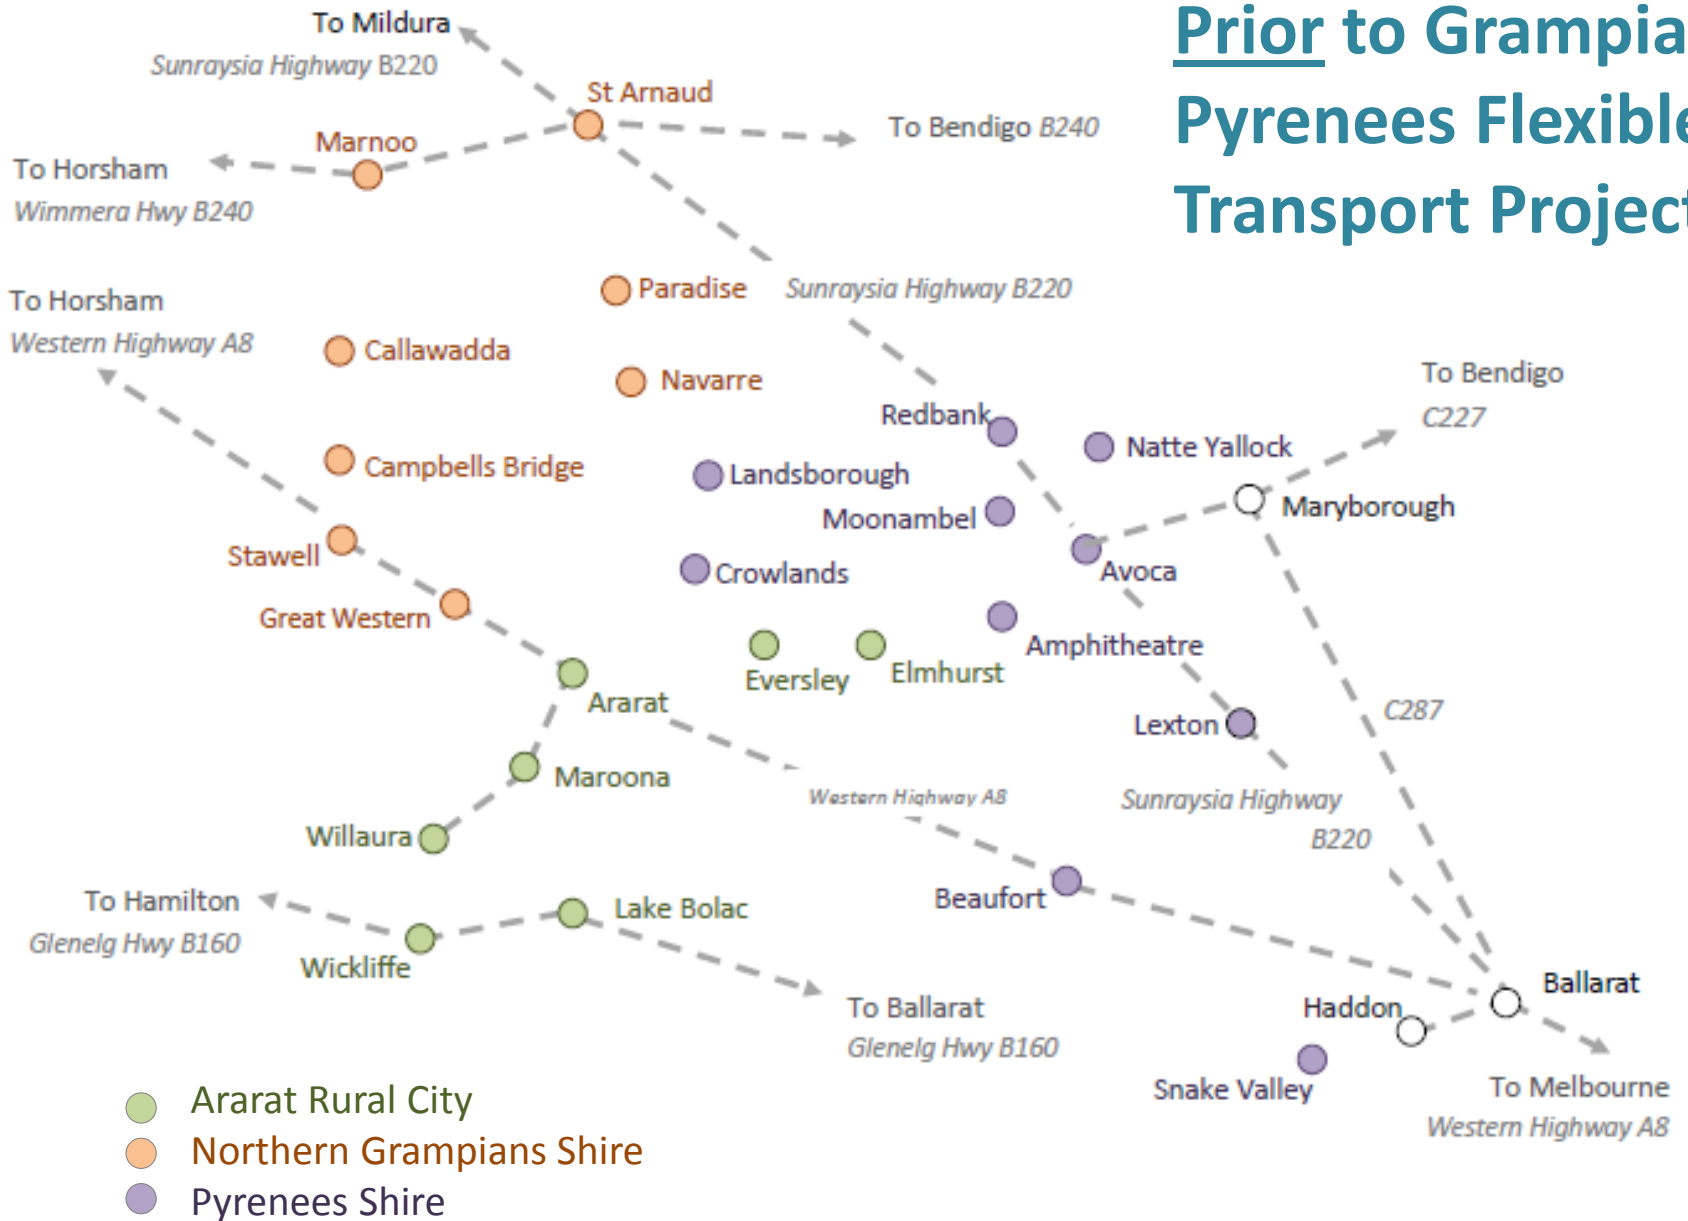 Prior to Grampia
Pyrenees Flexible
Transport Project
To Mildura
Sunraysia Highway B220
St Arnaud
To Bendigo B240
Marnoo
To Horsham
Wimmera Hwy B240
Paradise
Sunraysia Highway B220
To Horsham
Western Highway A8
Callawadda
Navarre
To Bendigo
C227
Redbank
Natte Yallock
Campbells Bridge
Landsborough
Moonambel
Maryborough
Stawell
Crowlands
Avoca
Great Western
Amphitheatre
Eversley
Elmhurst
Ararat
Lexton
C287
Maroona
Western Highway A8
Sunraysia Highway
B220
Willaura
To Hamilton
Glenelg Hwy B160
Lake Bolac
Beaufort
Wickliffe
Ballarat
To Ballarat
Glenelg Hwy B160
Haddon
Snake Valley
To Melbourne
Western Highway A8
Ararat Rural City
Northern Grampians Shire
Pyrenees Shire